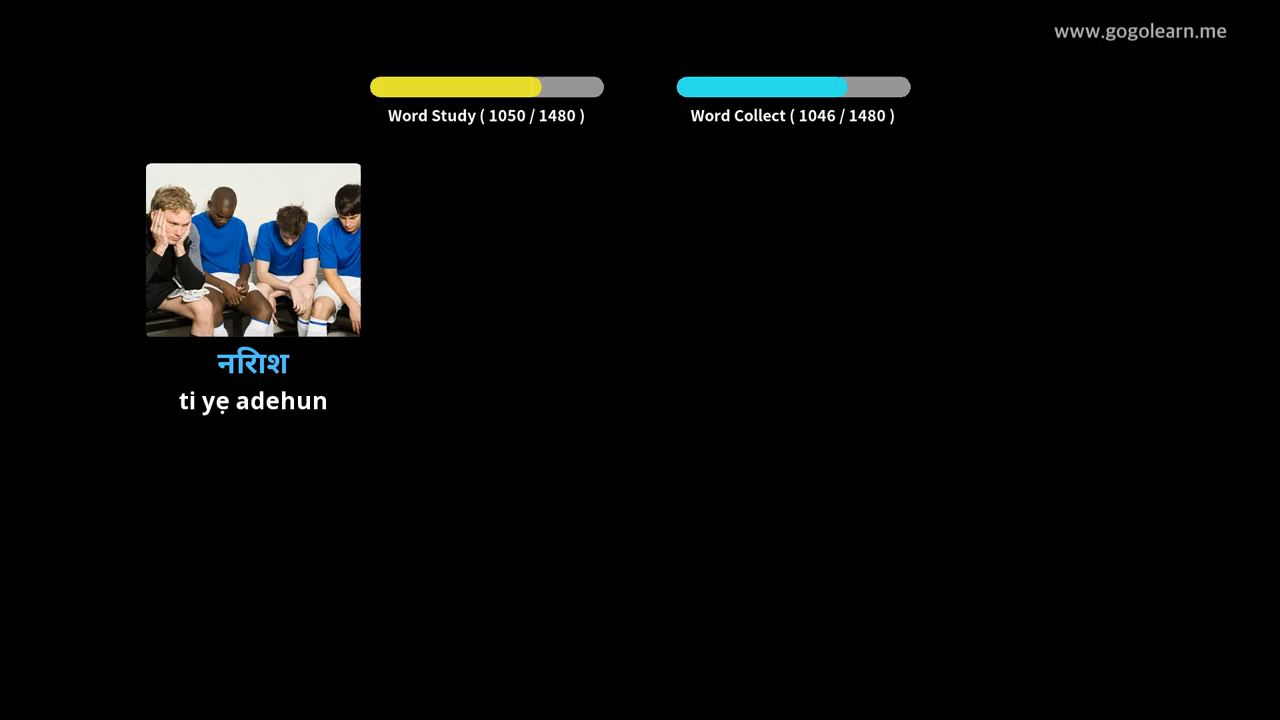 www.gogolearn.me
Word Study ( 1050 / 1480 )
Word Collect ( 1046 / 1480 )
निराश
ti yẹ adehun